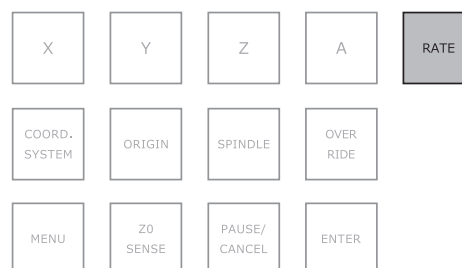 X Y Z A RATE
COORD. SYSTEM ORIGIN SPINDLE OVER RIDE
MENU Z0 SENSE PAUSE/ CANCEL ENTER